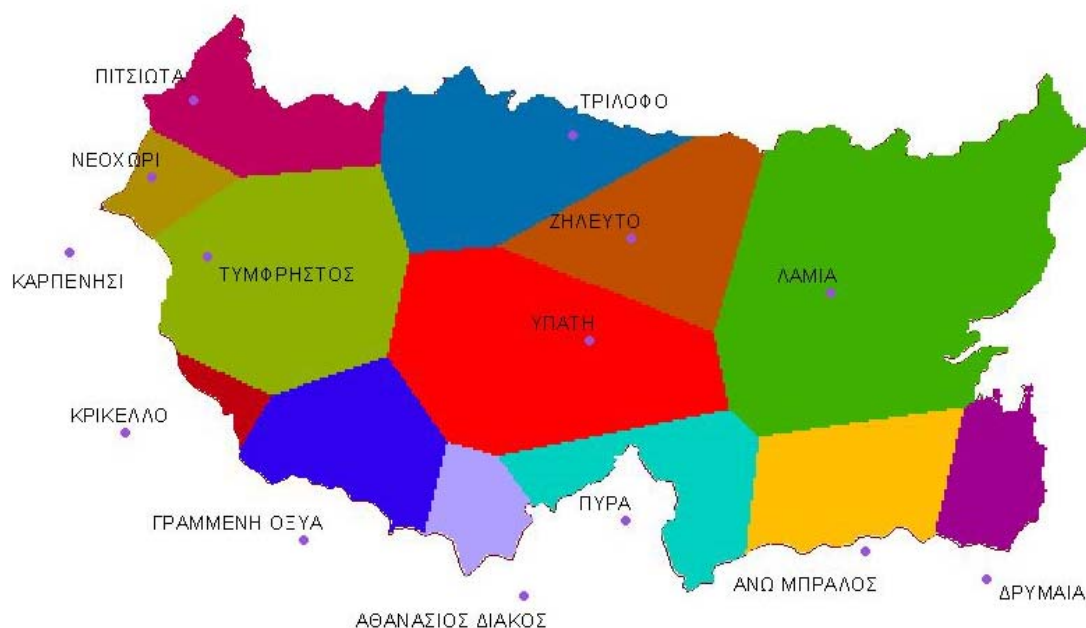 ΠΙΤΣΙΩΤΑ
ΤΡΙΛΟΦΟ
ΝΕΟΧΩΡΙ
ΖΗΛΕΥΤΟ
ΚΑΡΠΕΝΗΣΙ
ΤΥΜΦΡΗΣΤΟΣ
ΛΑΜΙΑ
ΥΠΑΤΗ
ΚΡΙΚΕΛΛΟ
ΓΡΑΜΜΕΝΗ ΟΞΥΑ
ΠΥΡΑ
ΑΝΩ ΜΠΡΑΛΟΣ
ΔΡΥΜΑΙΑ
ΑΘΑΝΑΣΙΟΣ ΔΙΑΚΟΣ